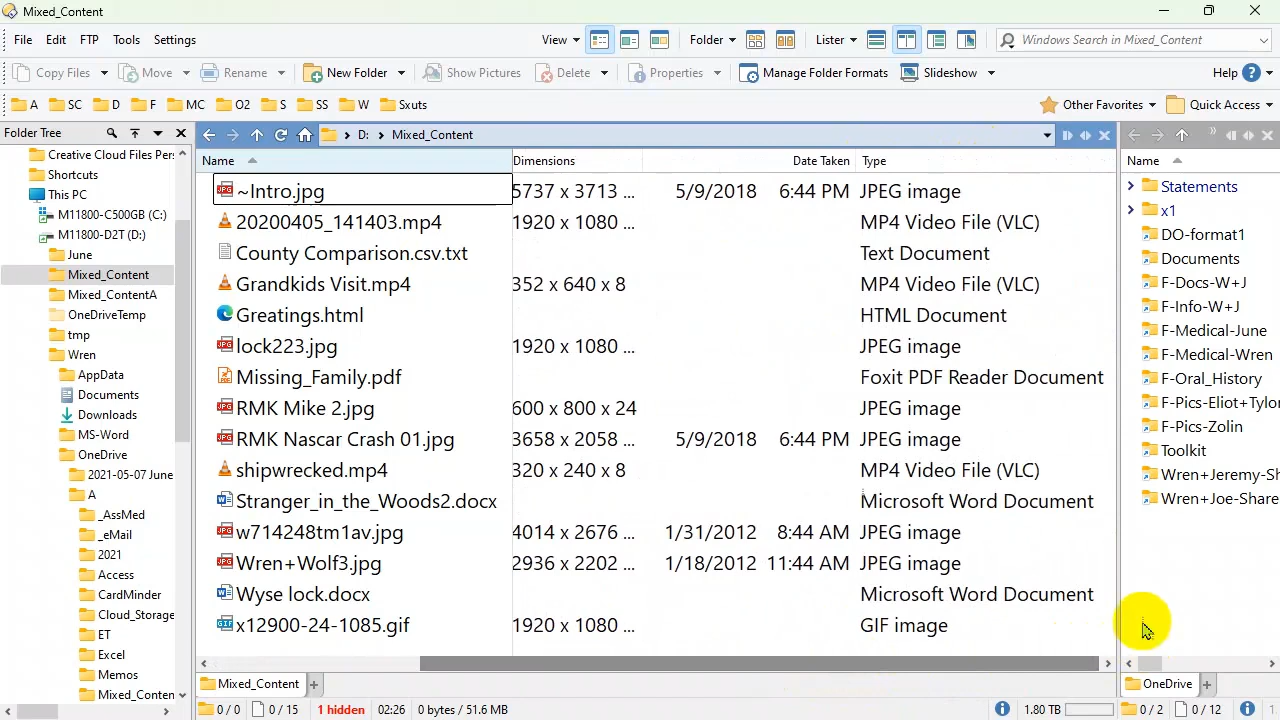 Mixed_Content
File Edit FTP Tools Settings View Folder Lister Windows Search in Mixed_Content
Copy Files Move Rename New Folder Show Pictures Delete Properties Manage Folder Formats Slideshow Help
A SC D F MC O2 S SS W Sxuts Other Favorites Quick Access
Folder Tree
Creative Cloud Files Per
Shortcuts
This PC
M11800-C500GB (C:)
M11800-D2T (D:)
June
Mixed_Content
Mixed_ContentA
OneDriveTemp
tmp
Wren
AppData
Documents
Downloads
MS-Word
OneDrive
2021-05-07 June
A
_AssMed
_eMail
2021
Access
CardMinder
Cloud_Storage
ET
Excel
Memos
Mixed_Conten
D: Mixed_Content
Name Dimensions Date Taken Type
~Intro.jpg 5737 x 3713 ... 5/9/2018 6:44 PM JPEG image
20200405_141403.mp4 1920 x 1080 ... MP4 Video File (VLC)
County Comparison.csv.txt Text Document
Grandkids Visit.mp4 352 x 640 x 8 MP4 Video File (VLC)
Greatings.html HTML Document
lock223.jpg 1920 x 1080 ... JPEG image
Missing_Family.pdf Foxit PDF Reader Document
RMK Mike 2.jpg 600 x 800 x 24 JPEG image
RMK Nascar Crash 01.jpg 3658 x 2058 ... 5/9/2018 6:44 PM JPEG image
shipwrecked.mp4 320 x 240 x 8 MP4 Video File (VLC)
Stranger_in_the_Woods2.docx Microsoft Word Document
w714248tm1av.jpg 4014 x 2676 ... 1/31/2012 8:44 AM JPEG image
Wren+Wolf3.jpg 2936 x 2202 ... 1/18/2012 11:44 AM JPEG image
Wyse lock.docx Microsoft Word Document
x12900-24-1085.gif 1920 x 1080 ... GIF image
Mixed_Content
0 / 0 0 / 15 1 hidden 02:26 0 bytes / 51.6 MB 1.80 TB
Name
Statements
x1
DO-format1
Documents
F-Docs-W+J
F-Info-W+J
F-Medical-June
F-Medical-Wren
F-Oral_History
F-Pics-Eliot+Tylo
F-Pics-Zolin
Toolkit
Wren+Jeremy-Sh
Wren+Joe-Share
OneDrive
0 / 2 0 / 12 1.